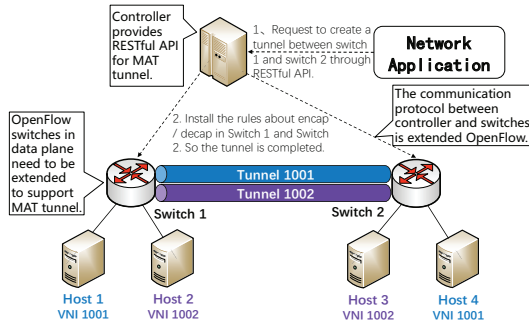 Controller
provides
RESTful API
for MAT
tunnel.
1、Request to create a
tunnel between switch
1 and switch 2 through
RESTful API.
Network
Application
2. Install the rules about encap
/ decap in Switch 1 and Switch
2. So the tunnel is completed.
The communication
protocol between
controller and switches
is extended OpenFlow.
OpenFlow
switches in
data plane
need to be
extended
to support
MAT tunnel.
Tunnel 1001
Tunnel 1002
Switch 1
Switch 2
Host 1
VNI 1001
Host 2
VNI 1002
Host 3
VNI 1002
Host 4
VNI 1001